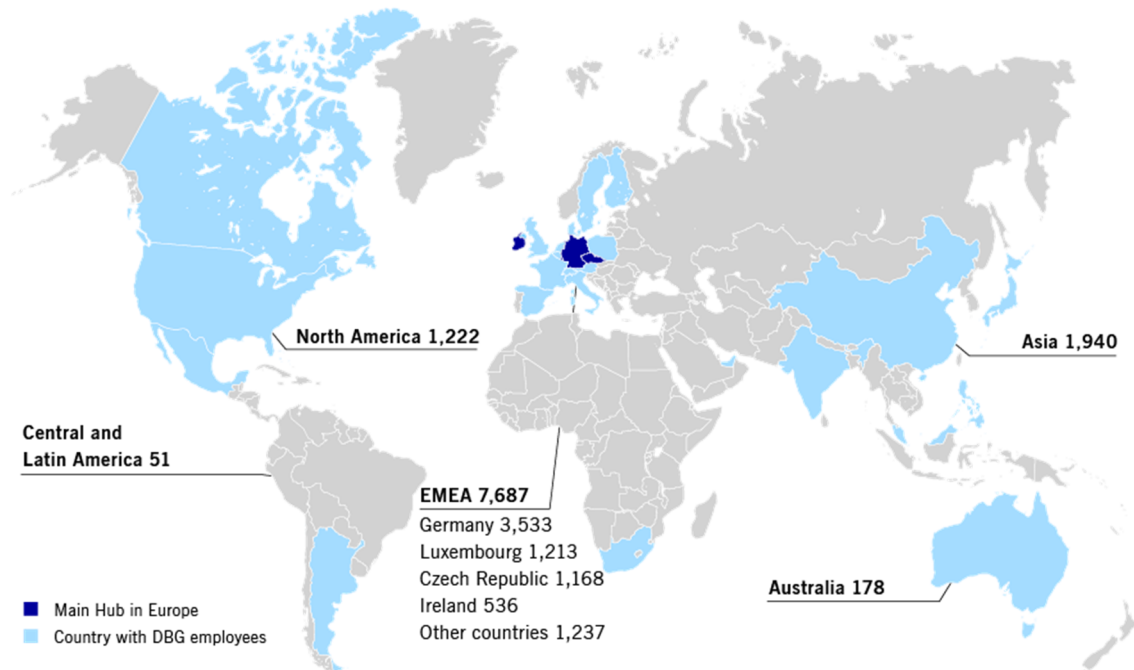 North America 1,222
Asia 1,940
Central and
Latin America 51
EMEA 7,687
Germany 3,533
Luxembourg 1,213
Czech Republic 1,168
Ireland 536
Other countries 1,237
Australia 178
Main Hub in Europe
Country with DBG employees